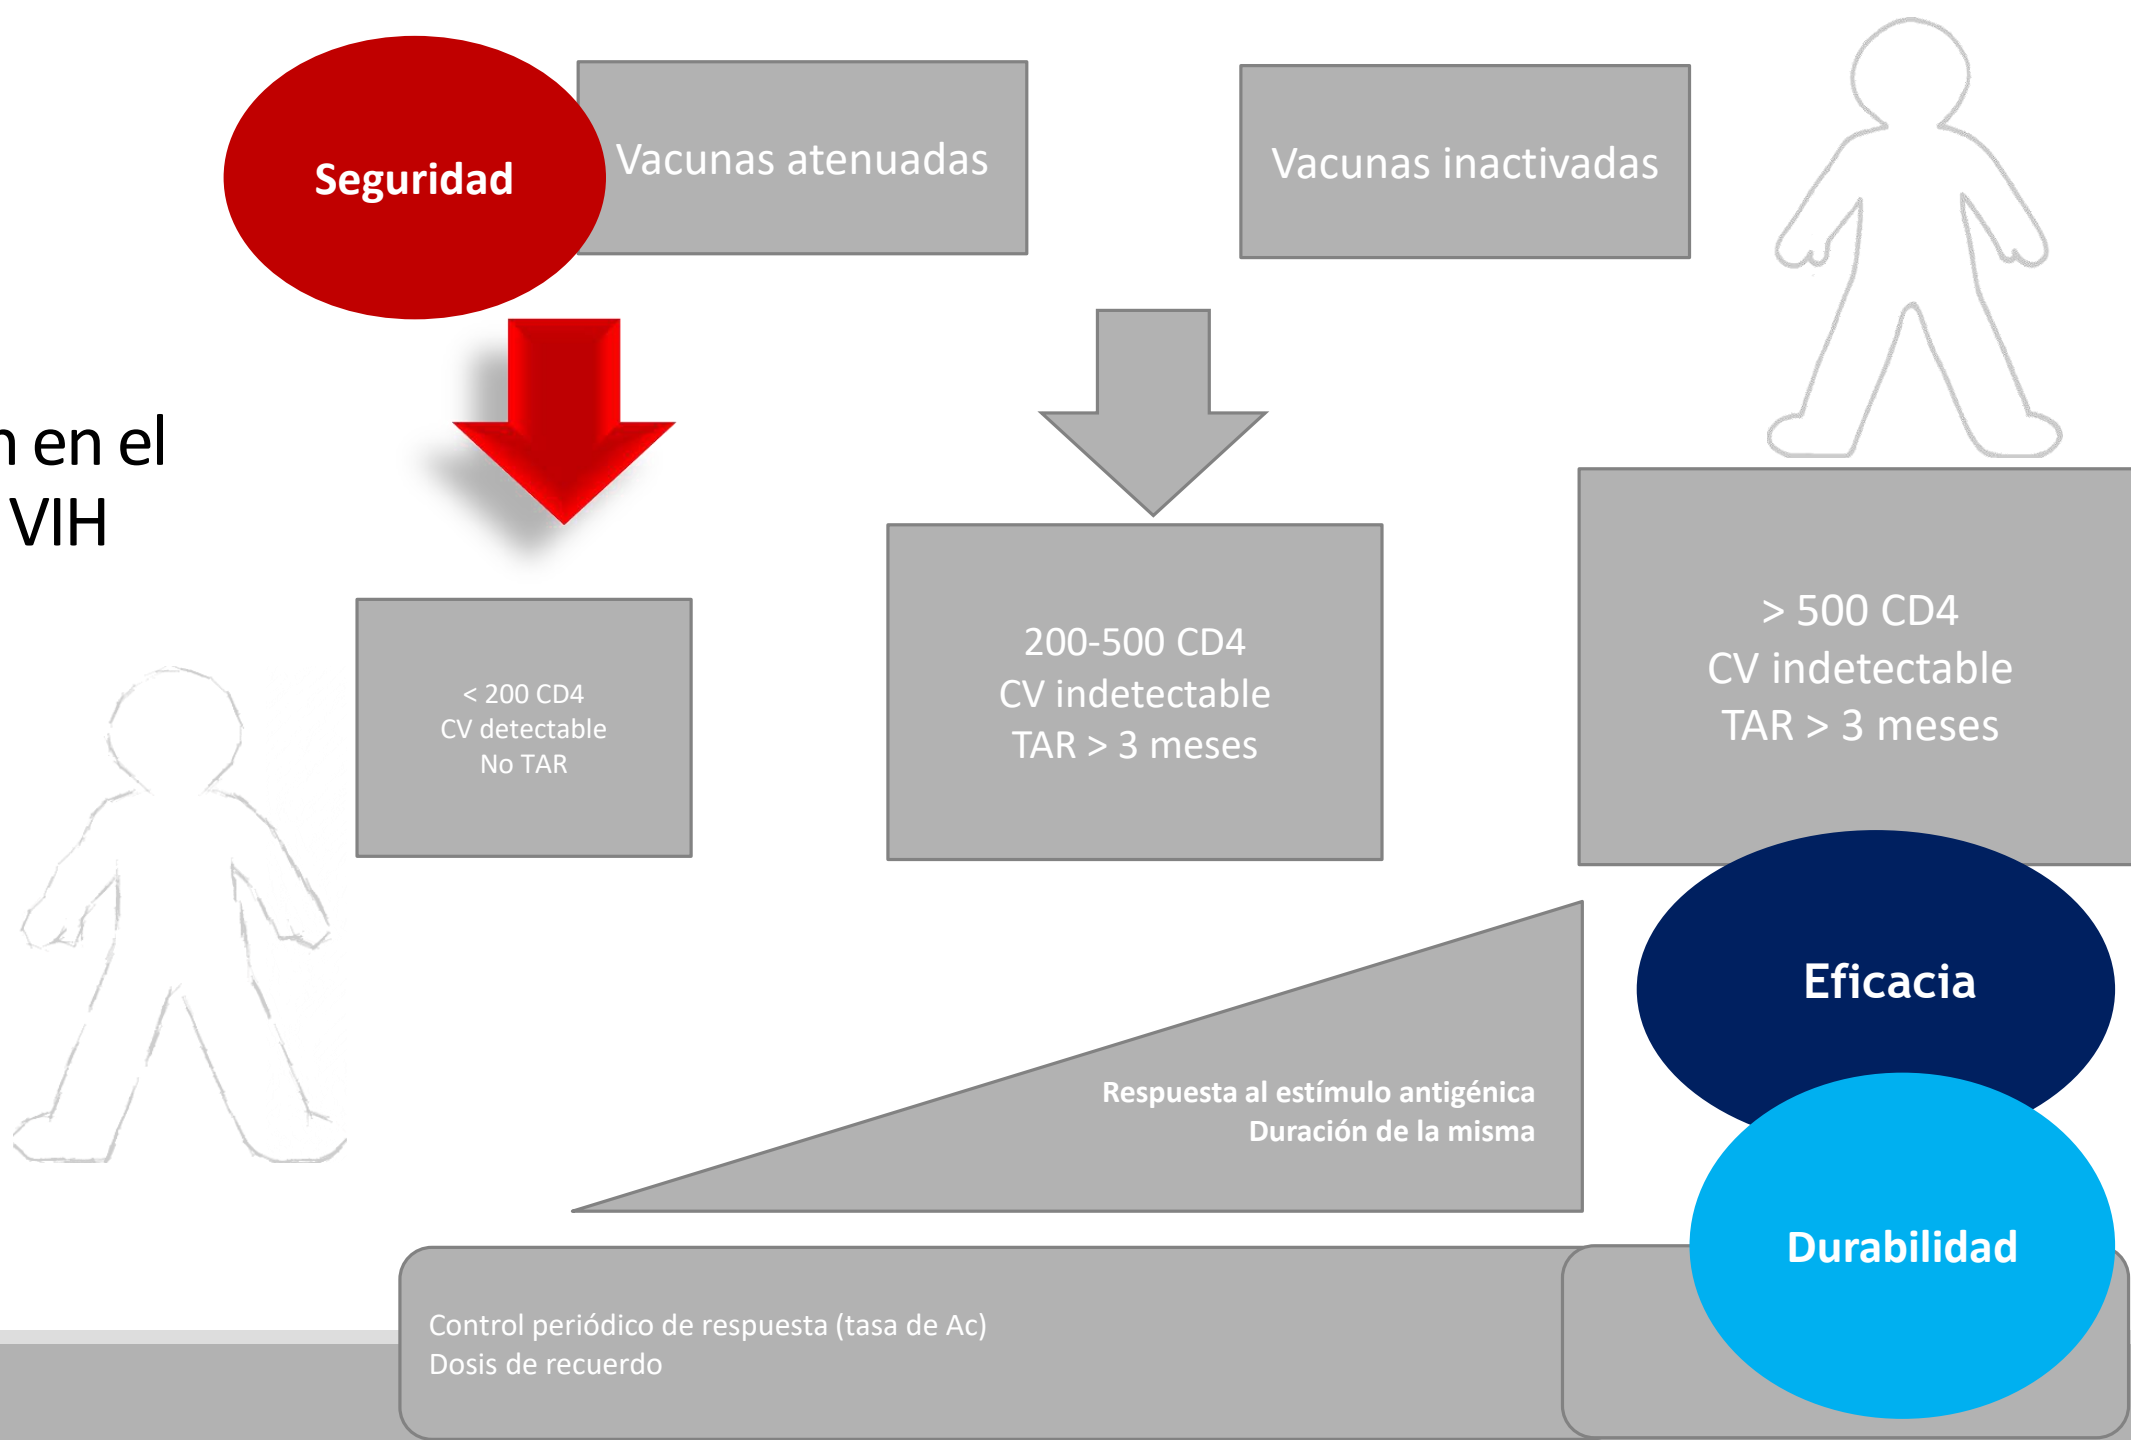 Seguridad
Vacunas atenuadas
Vacunas inactivadas
en el
VIH
< 200 CD4
CV detectable
No TAR
200-500 CD4
CV indetectable
TAR > 3 meses
> 500 CD4
CV indetectable
TAR > 3 meses
Eficacia
Respuesta al estímulo antigénica
Duración de la misma
Durabilidad
Control periódico de respuesta (tasa de Ac)
Dosis de recuerdo